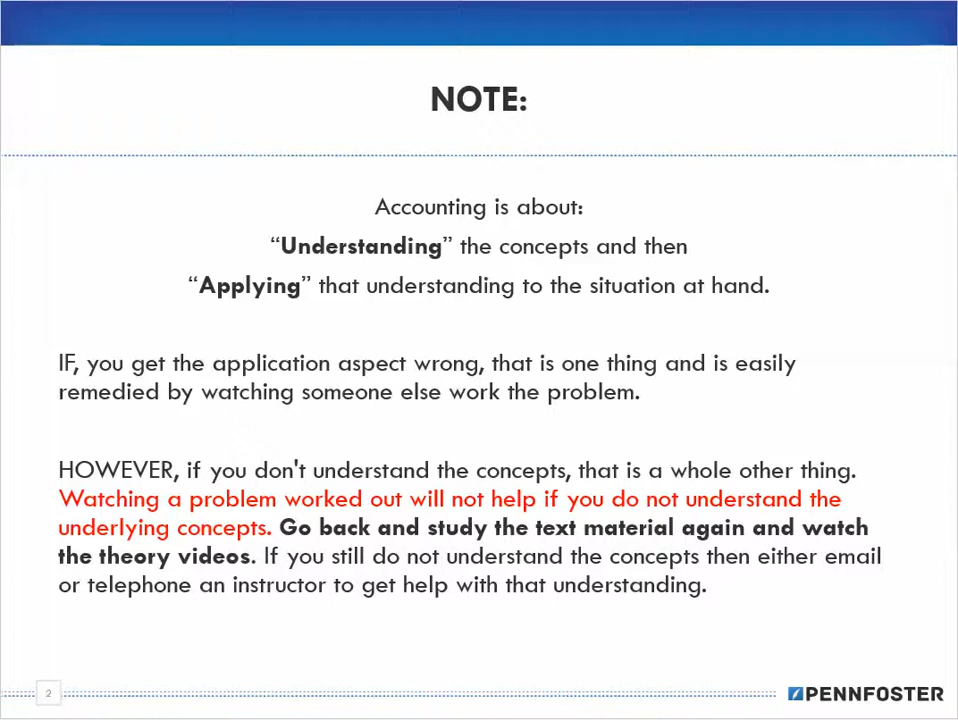 NOTE:
Accounting is about:
“Understanding” the concepts and then
“Applying” that understanding to the situation at hand.
IF, you get the application aspect wrong, that is one thing and is easily
remedied by watching someone else work the problem.
HOWEVER, if you don't understand the concepts, that is a whole other thing.
Watching a problem worked out will not help if you do not understand the
underlying concepts. Go back and study the text material again and watch
the theory videos. If you still do not understand the concepts then either email
or telephone an instructor to get help with that understanding.
2
PENNFOSTER